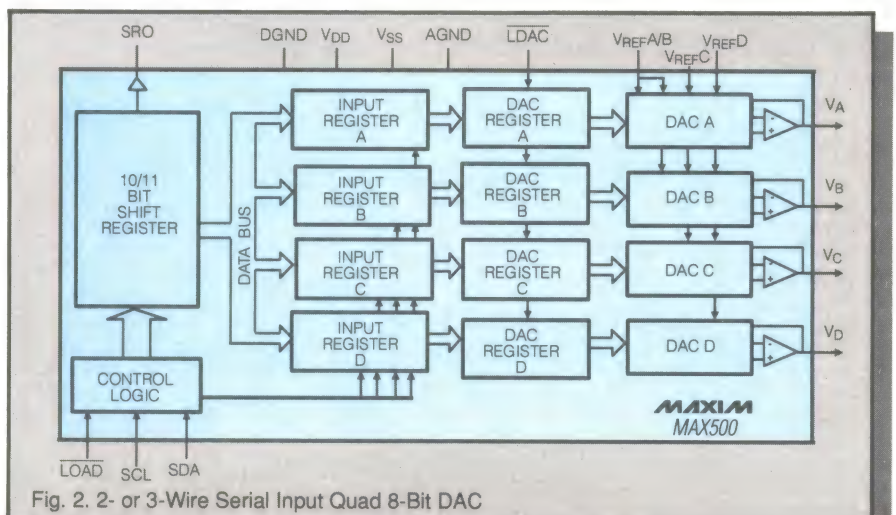 SRO DGND VDD VSS AGND LDAC VREFA/B VREFC VREFD
INPUT
REGISTER
A
DAC
REGISTER
A
DAC A
VA
10/11
BIT
SHIFT
REGISTER
DATA BUS
INPUT
REGISTER
B
DAC
REGISTER
B
DAC B
VB
INPUT
REGISTER
C
DAC
REGISTER
C
DAC C
VC
INPUT
REGISTER
D
DAC
REGISTER
D
DAC D
VD
- +
- +
- +
- +
CONTROL
LOGIC
MAXIM
MAX500
LOAD SCL SDA
Fig. 2. 2- or 3-Wire Serial Input Quad 8-Bit DAC